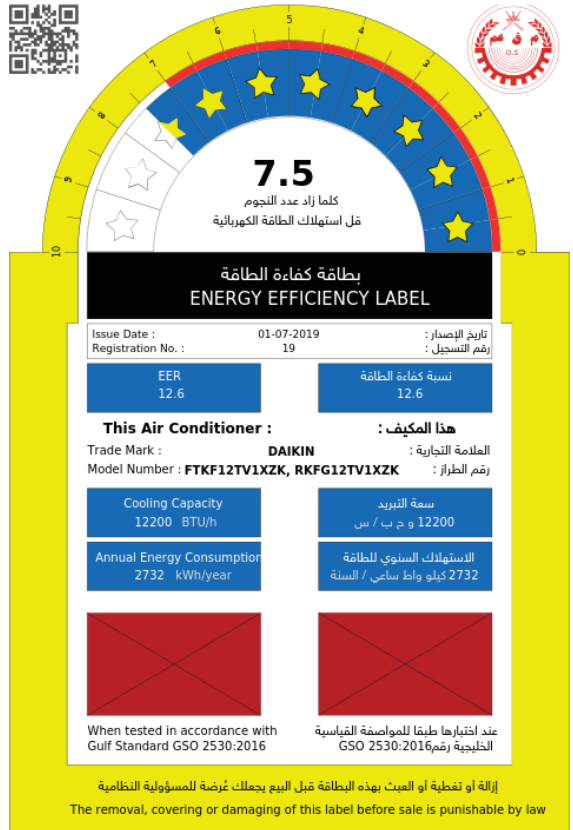 5
4
6
3
7
2
8
1
9
0
10
م ق عم
O.S
7.5
كلما زاد عدد النجوم
قل استهلاك الطاقة الكهربائية
بطاقة كفاءة الطاقة
ENERGY EFFICIENCY LABEL
Issue Date : 01-07-2019 تاريخ الإصدار :
Registration No. : 19 رقم التسجيل :
EER نسبة كفاءة الطاقة
12.6 12.6
This Air Conditioner : هذا المكيف :
Trade Mark : DAIKIN العلامة التجارية :
Model Number : FTKF12TV1XZK, RKFG12TV1XZK رقم الطراز :
Cooling Capacity سعة التبريد
12200 BTU/h 12200 و ح ب / س
Annual Energy Consumption الاستهلاك السنوي للطاقة
2732 kWh/year 2732 كيلو واط ساعي / السنة
When tested in accordance with عند اختبارها طبقا للمواصفة القياسية
Gulf Standard GSO 2530:2016 الخليجية رقم GSO 2530:2016
إزالة أو تغطية أو العبث بهذه البطاقة قبل البيع يجعلك عُرضة للمسؤولية النظامية
The removal, covering or damaging of this label before sale is punishable by law